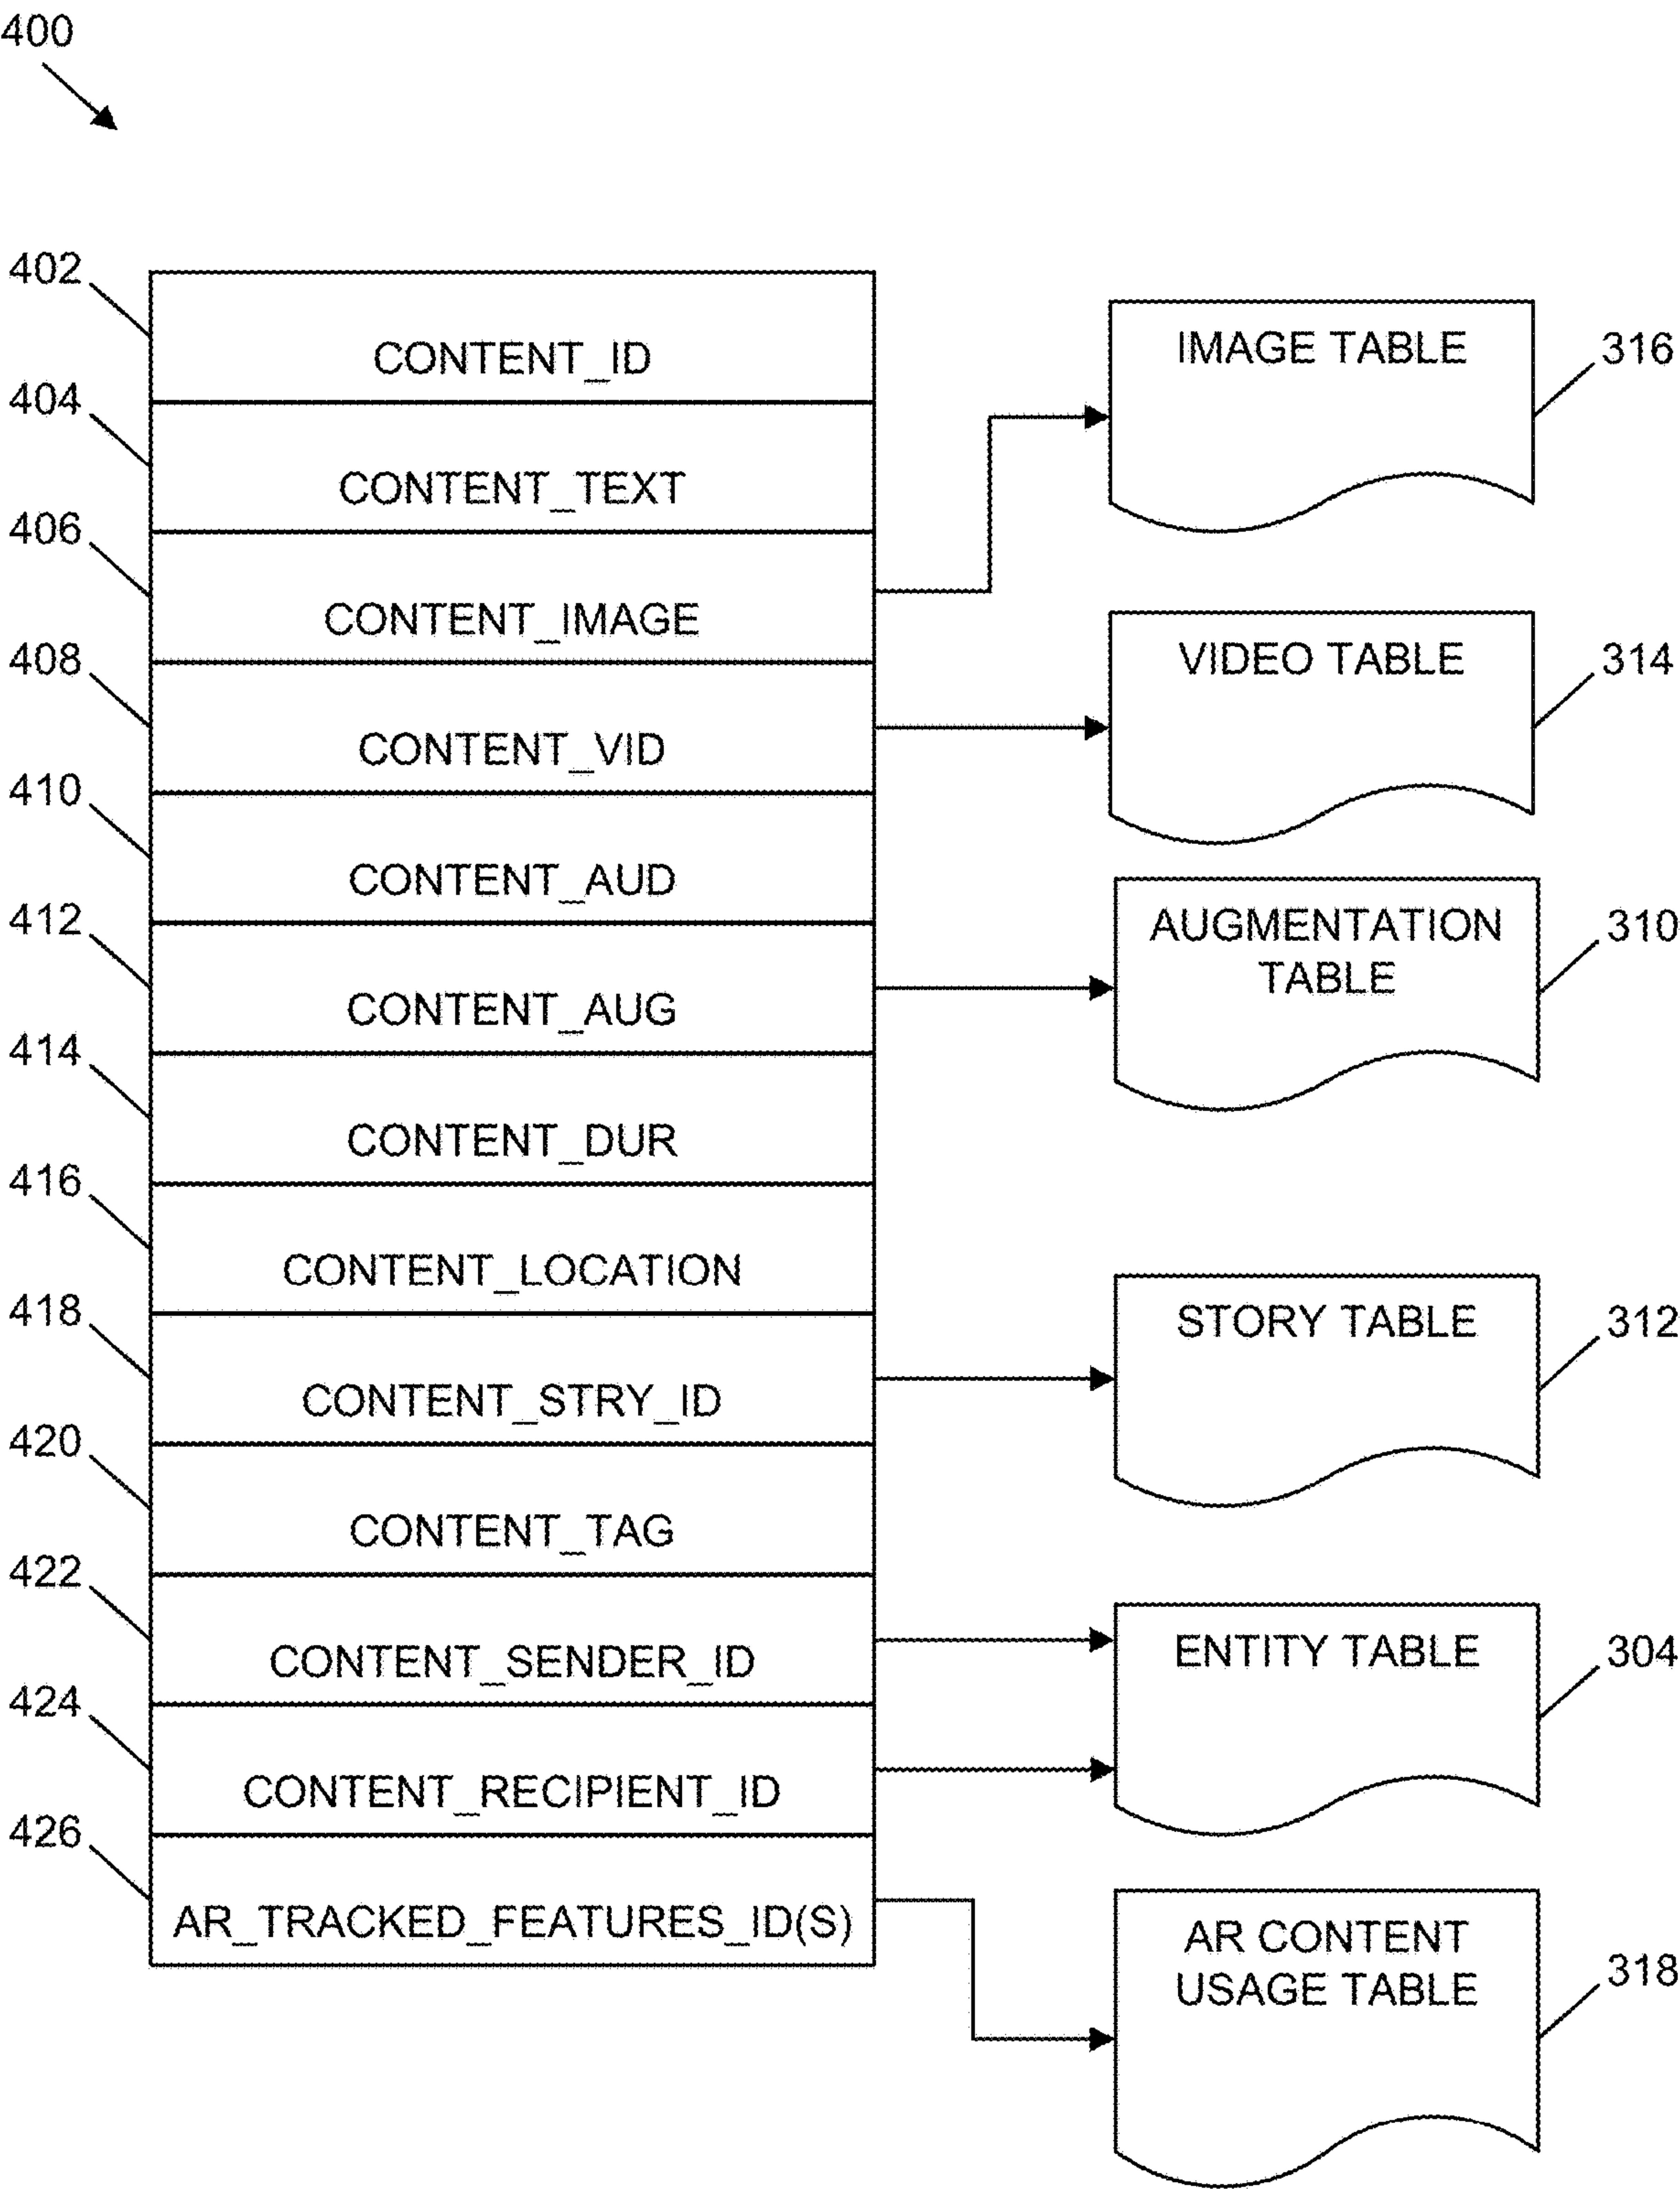 400
402
CONTENT_ID
404
CONTENT_TEXT
406
CONTENT_IMAGE
408
CONTENT_VID
410
CONTENT_AUD
412
CONTENT_AUG
414
CONTENT_DUR
416
CONTENT_LOCATION
418
CONTENT_STRY_ID
420
CONTENT_TAG
422
CONTENT_SENDER_ID
424
CONTENT_RECIPIENT_ID
426
AR_TRACKED_FEATURES_ID(S)
IMAGE TABLE
316
VIDEO TABLE
314
AUGMENTATION
TABLE
310
STORY TABLE
312
ENTITY TABLE
304
AR CONTENT
USAGE TABLE
318